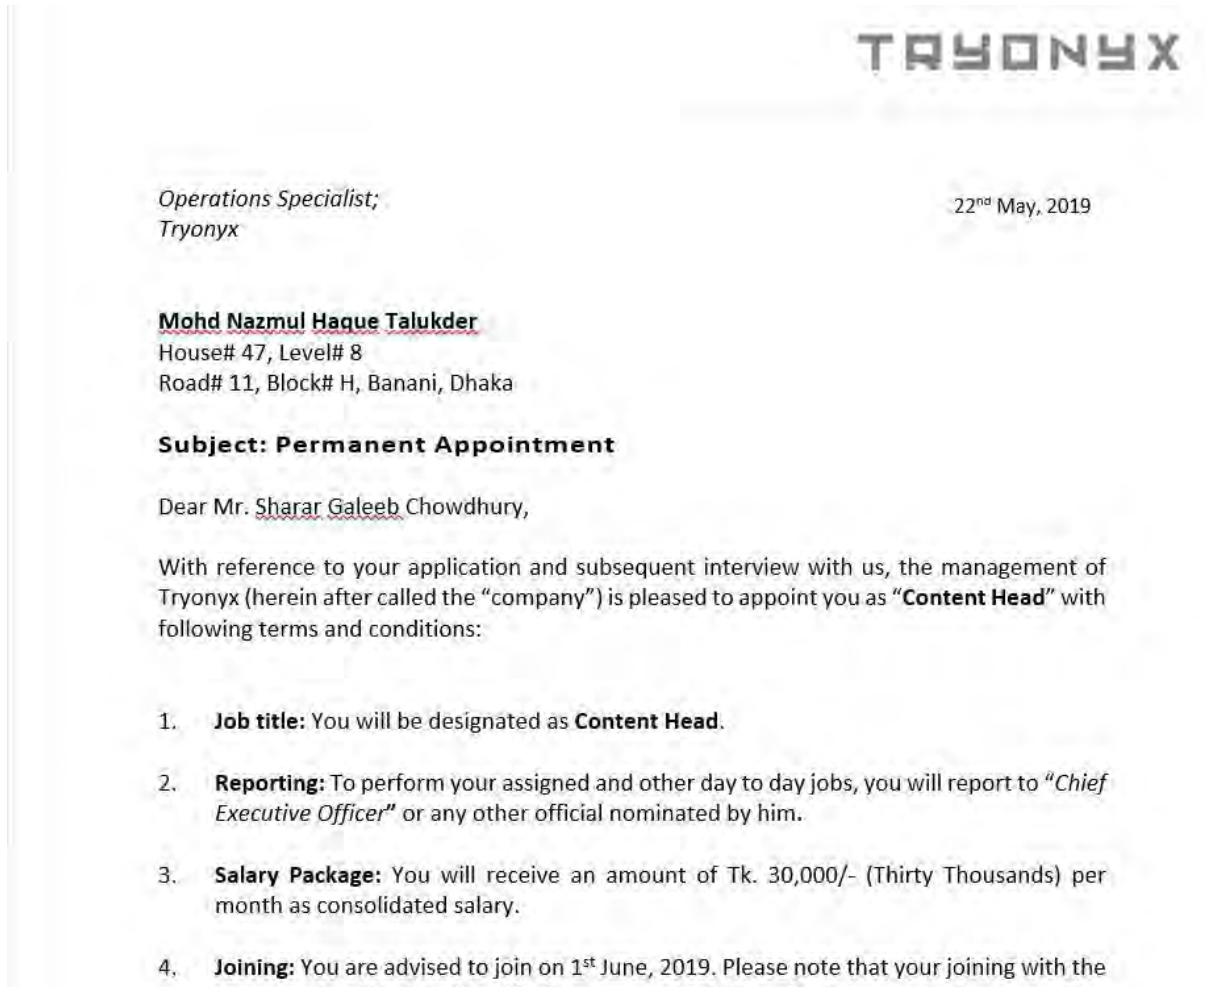 TRYONYX
Operations Specialist;
22nd May, 2019
Tryonyx
Mohd Nazmul Haque Talukder
House# 47, Level# 8
Road# 11, Block# H, Banani, Dhaka
Subject: Permanent Appointment
Dear Mr. Sharar Galeeb Chowdhury,
With reference to your application and subsequent interview with us, the management of
Tryonyx (herein after called the “company”) is pleased to appoint you as “Content Head” with
following terms and conditions:
1. Job title: You will be designated as Content Head.
2. Reporting: To perform your assigned and other day to day jobs, you will report to “Chief
Executive Officer” or any other official nominated by him.
3. Salary Package: You will receive an amount of Tk. 30,000/- (Thirty Thousands) per
month as consolidated salary.
4. Joining: You are advised to join on 1st June, 2019. Please note that your joining with the